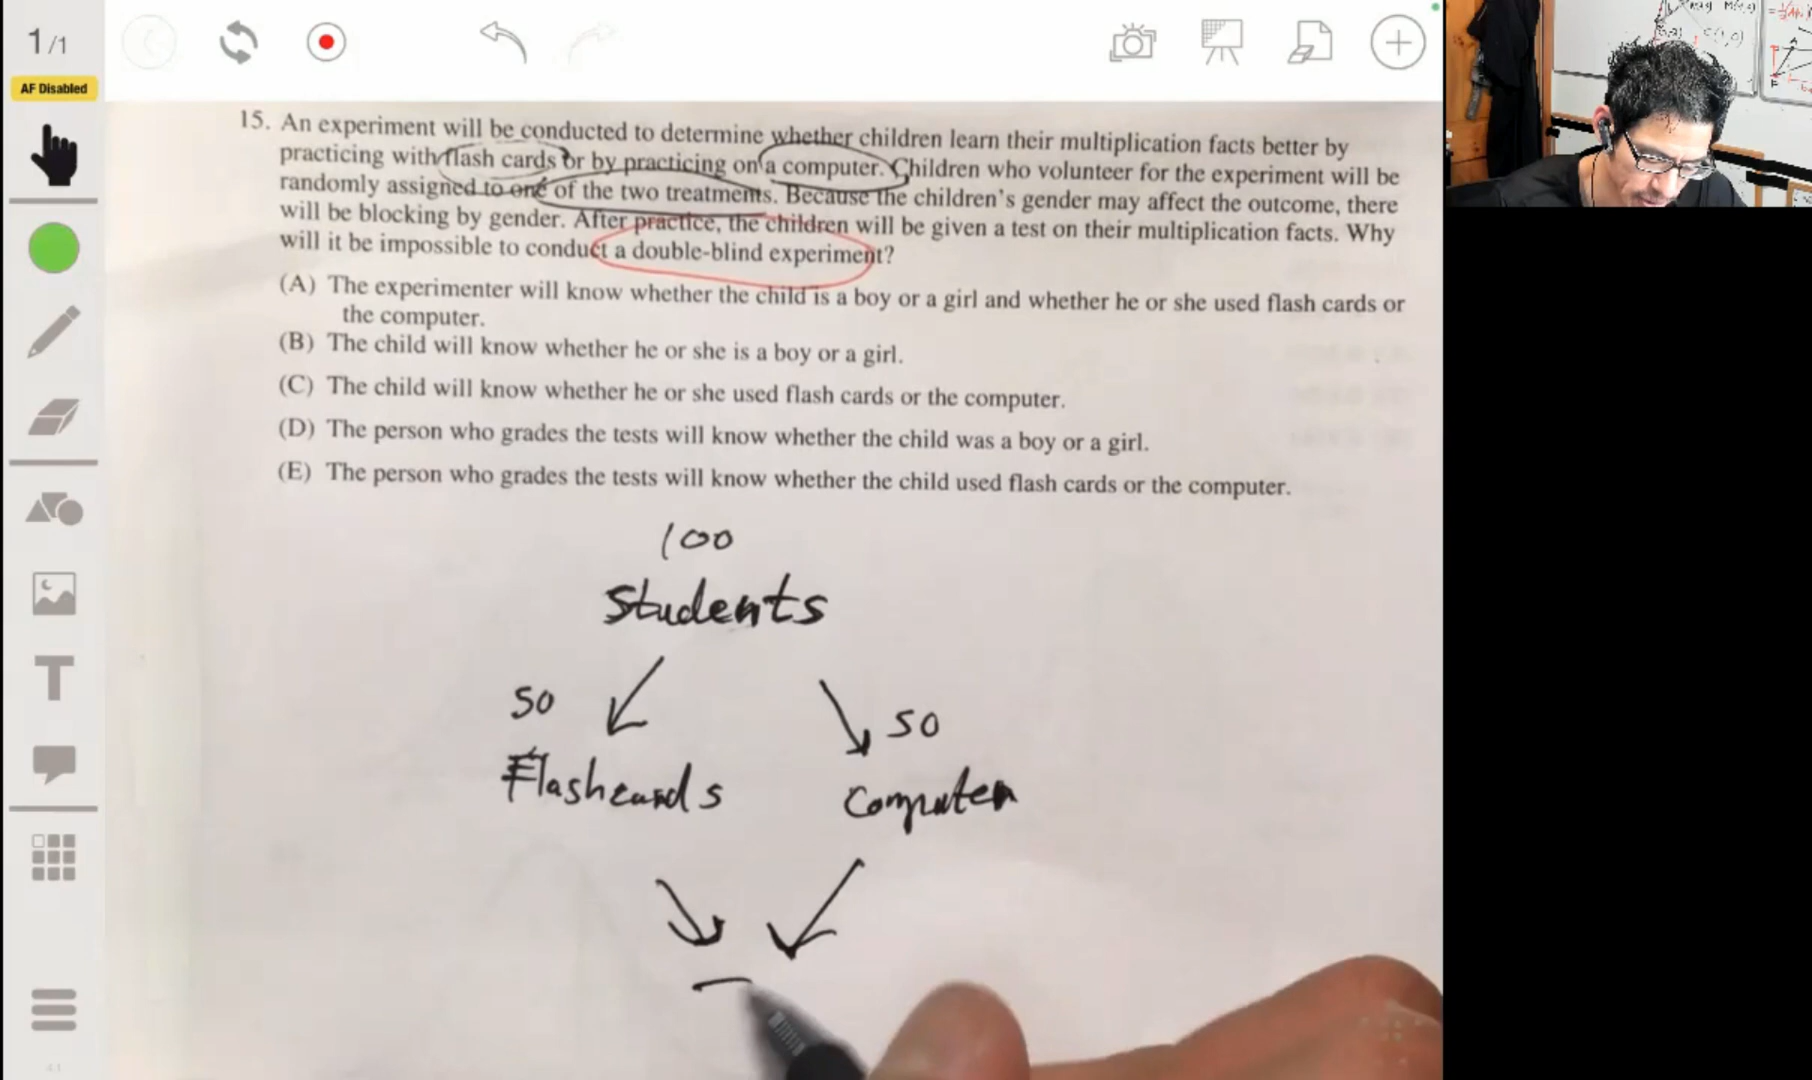 1/1
AF Disabled
15. An experiment will be conducted to determine whether children learn their multiplication facts better by
practicing with flash cards or by practicing on a computer. Children who volunteer for the experiment will be
randomly assigned to one of the two treatments. Because the children's gender may affect the outcome, there
will be blocking by gender. After practice, the children will be given a test on their multiplication facts. Why
will it be impossible to conduct a double-blind experiment?
(A) The experimenter will know whether the child is a boy or a girl and whether he or she used flash cards or
the computer.
(B) The child will know whether he or she is a boy or a girl.
(C) The child will know whether he or she used flash cards or the computer.
(D) The person who grades the tests will know whether the child was a boy or a girl.
(E) The person who grades the tests will know whether the child used flash cards or the computer.
100
Students
50 50
Flashcards Computer
T
C(1,0)